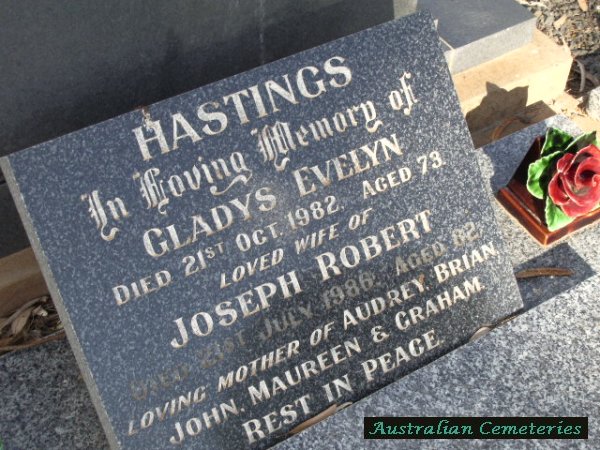 HASTINGS
In Loving Memory of
GLADYS EVELYN
DIED 21ST OCT. 1982. AGED 73
LOVED WIFE OF
JOSEPH ROBERT
DIED 21ST JULY 1986. AGED 82.
LOVING MOTHER OF AUDREY, BRIAN,
JOHN, MAUREEN & GRAHAM.
REST IN PEACE.
Australian Cemeteries